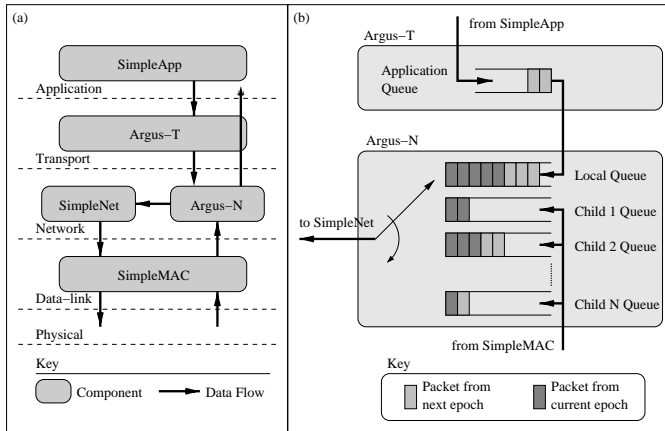 (a)
SimpleApp
Application
Argus–T
Transport
SimpleNet
Argus–N
Network
SimpleMAC
Data–link
Physical
Key
Component
Data Flow
(b)
from SimpleApp
Argus–T
Application
Queue
Argus–N
Local Queue
Child 1 Queue
to SimpleNet
Child 2 Queue
Child N Queue
from SimpleMAC
Key
Packet from
next epoch
Packet from
current epoch